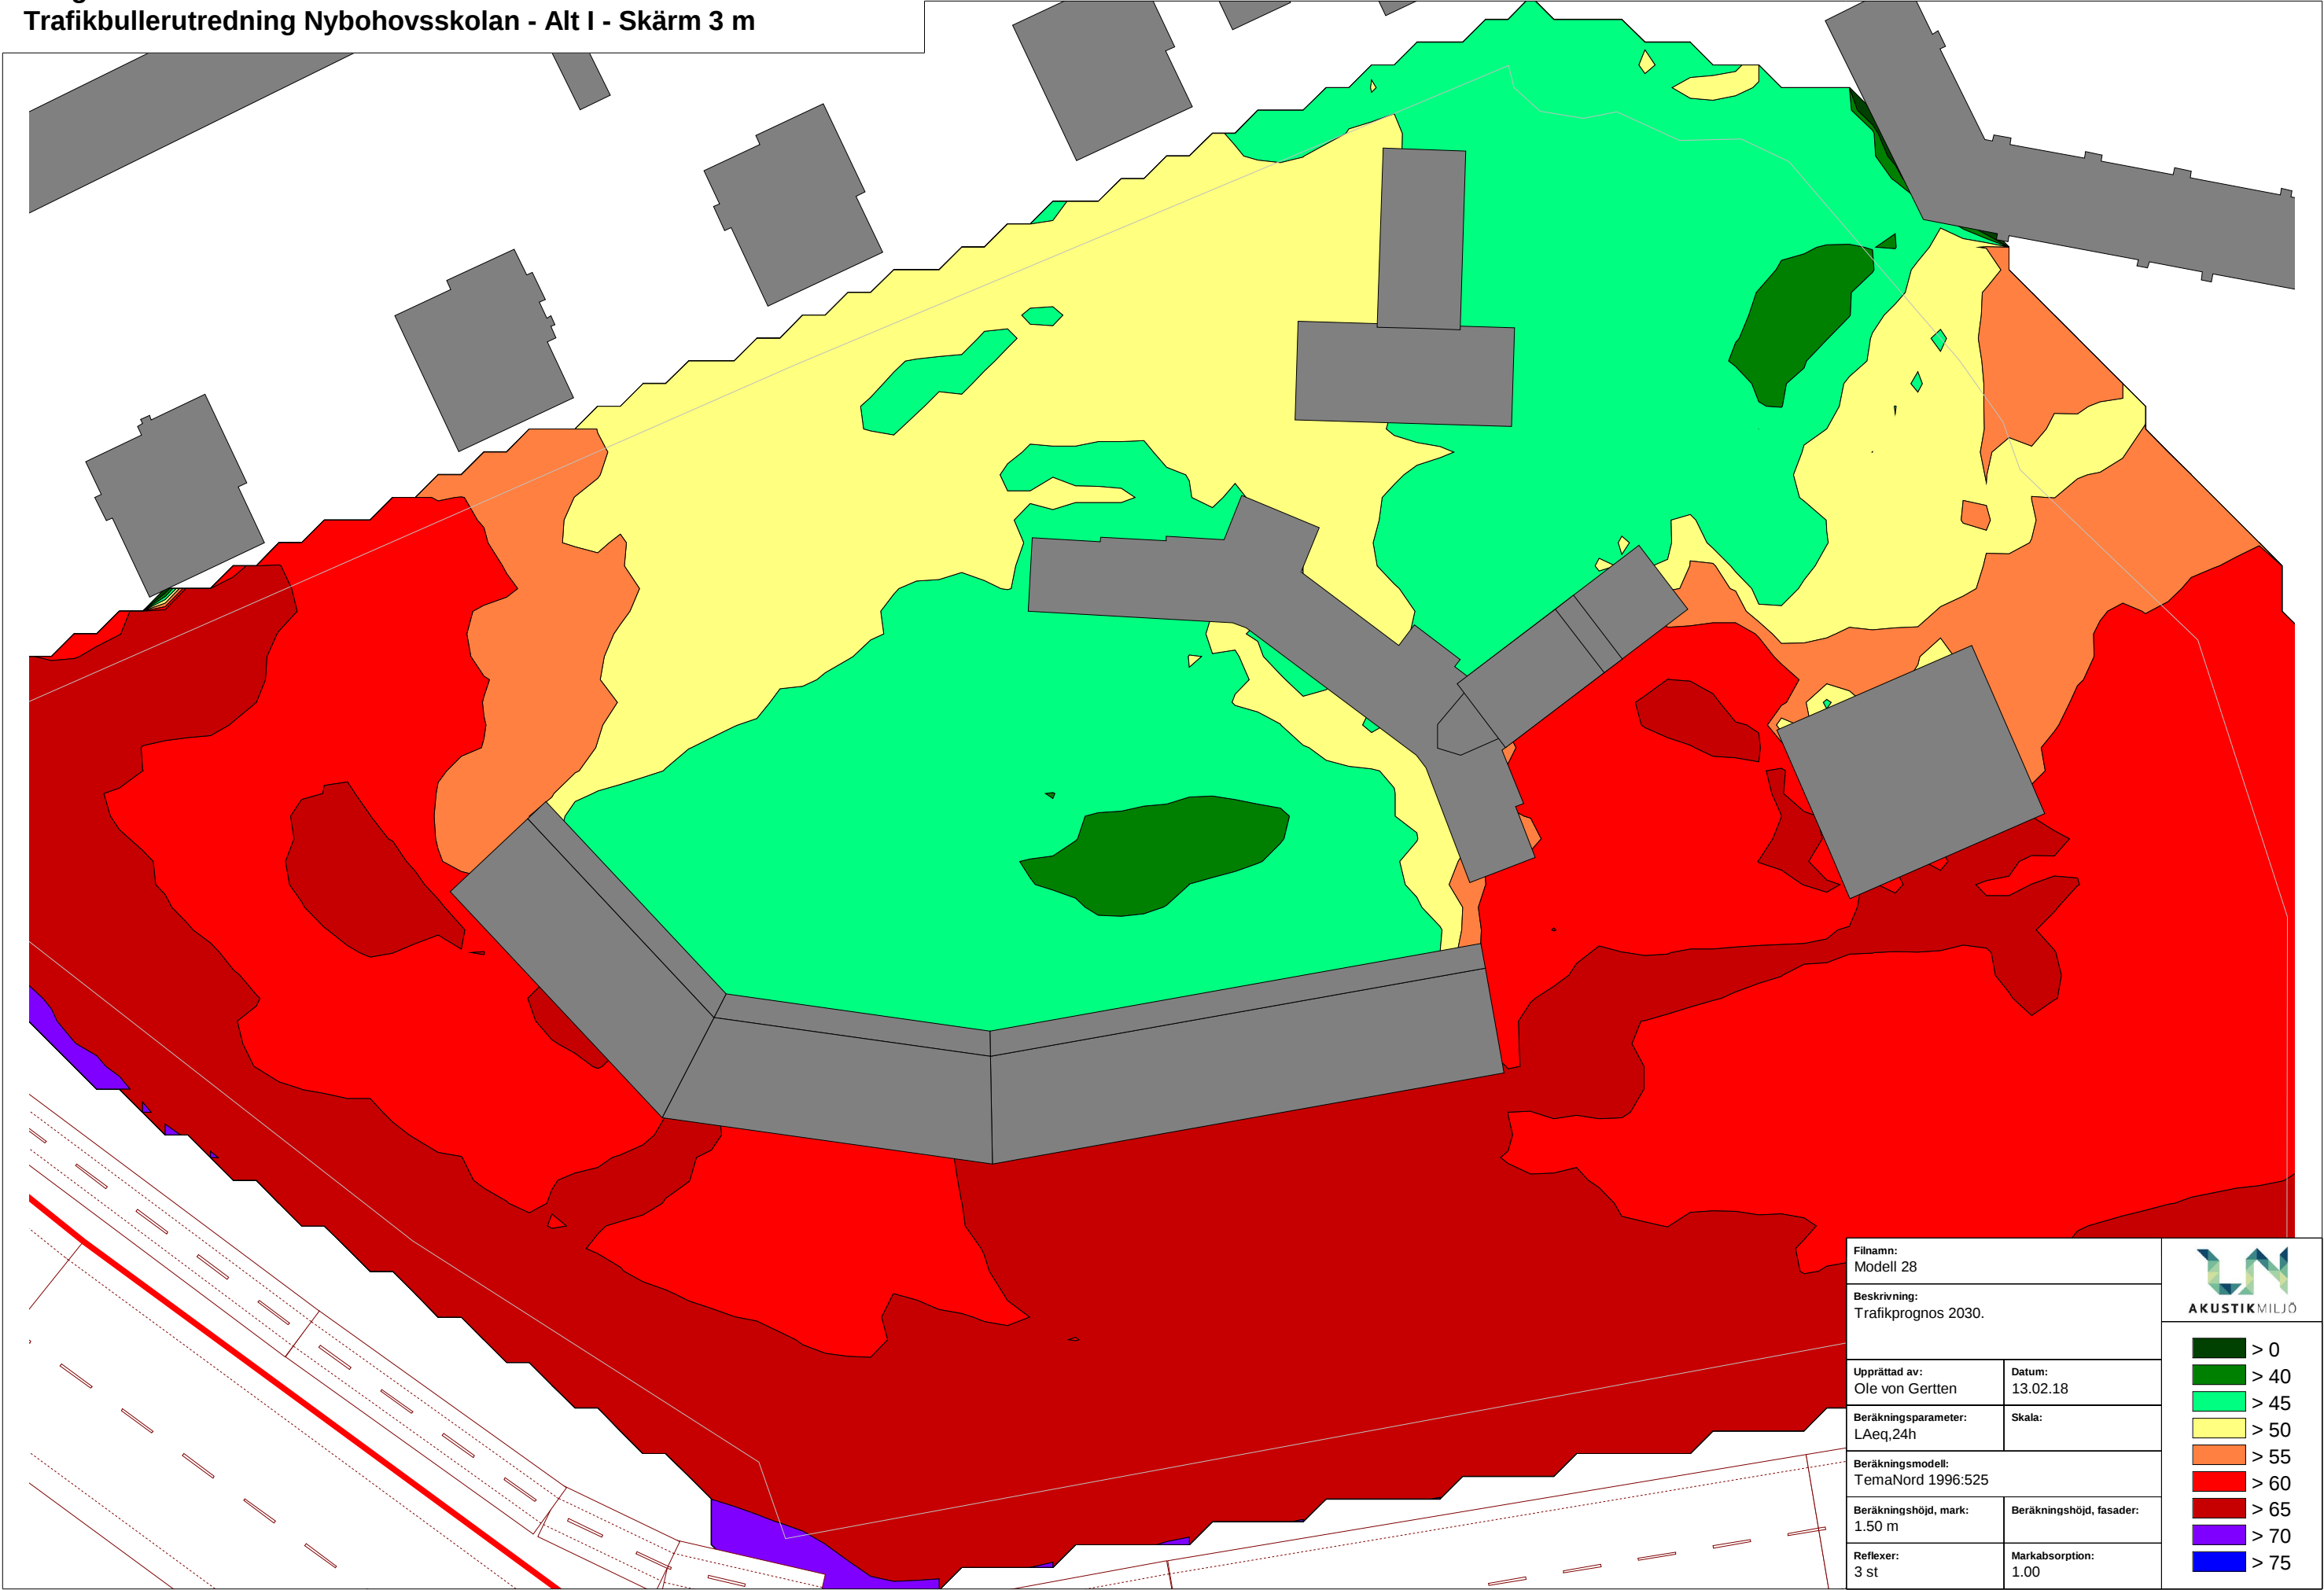 Trafikbullerutredning Nybohovsskolan - Alt I - Skärm 3 m
Filnamn:
Modell 28
Beskrivning:
Trafikprognos 2030.
Upprättad av:
Ole von Gertten
Datum:
13.02.18
Beräkningsparameter:
LAeq,24h
Skala:
Beräkningsmodell:
TemaNord 1996:525
Beräkningshöjd, mark:
1.50 m
Beräkningshöjd, fasader:
Reflexer:
3 st
Markabsorption:
1.00
AKUSTIKMILJÖ
> 0
> 40
> 45
> 50
> 55
> 60
> 65
> 70
> 75